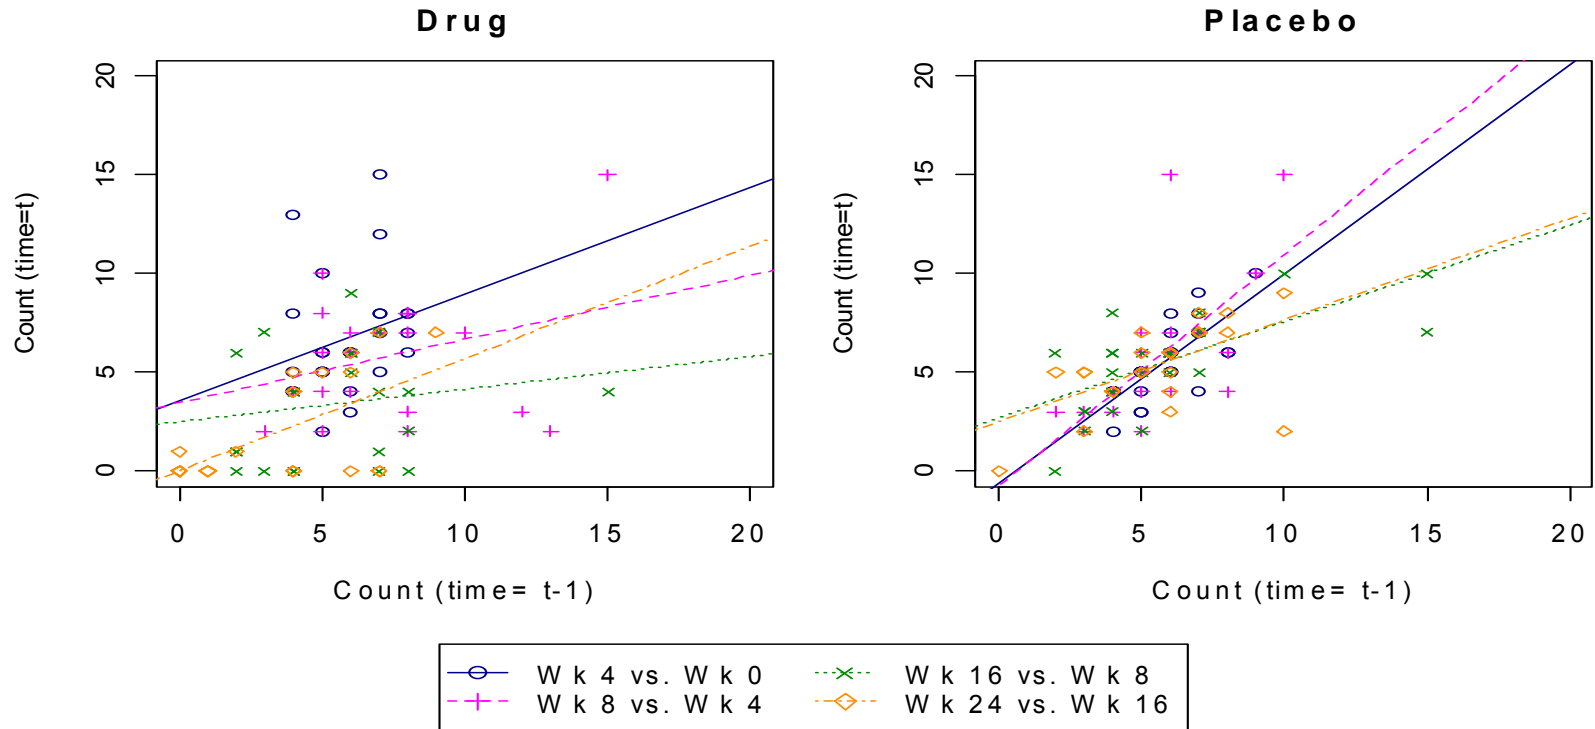 Drug
Placebo
20
15
10
5
0
Count (time=t)
0 5 10 15 20
Count (time= t-1)
20
15
10
5
0
Count (time=t)
0 5 10 15 20
Count (time= t-1)
Wk 4 vs. Wk 0
Wk 8 vs. Wk 4
Wk 16 vs. Wk 8
Wk 24 vs. Wk 16